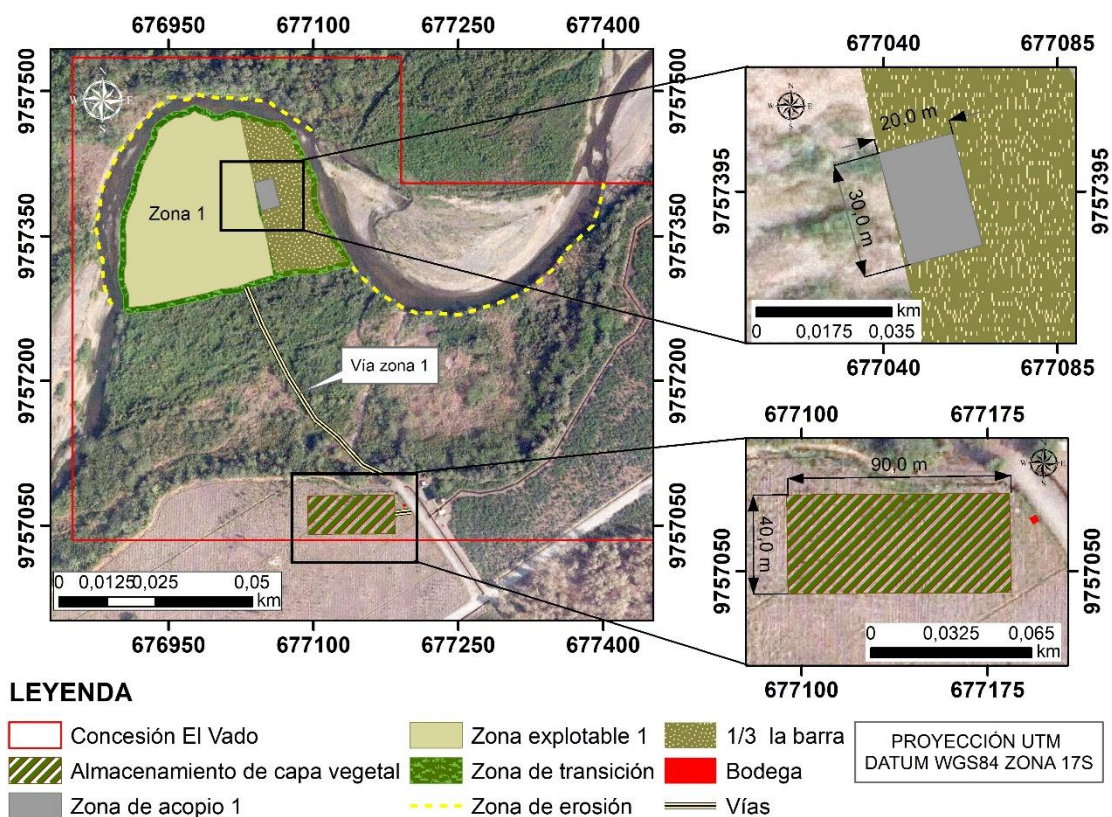 676950 677100 677250 677400
9757500 9757350 9757200 9757050
N
W E
S
Zona 1
Vía zona 1
0 0,0125 0,025 0,05
km
9757500 9757350 9757200 9757050
676950 677100 677250 677400
677040 677085
9757395
N
W E
S
20.0 m
30,0 m
0 0,0175 0,035
km
9757395
677040 677085
677100 677175
9757050
N
W E
S
90,0 m
40,0 m
0 0,0325 0,065
km
9757050
677100 677175
LEYENDA
Concesión El Vado
Almacenamiento de capa vegetal
Zona de acopio 1
Zona explotable 1
Zona de transición
Zona de erosión
1/3 la barra
Bodega
Vías
PROYECCIÓN UTM
DATUM WGS84 ZONA 17S